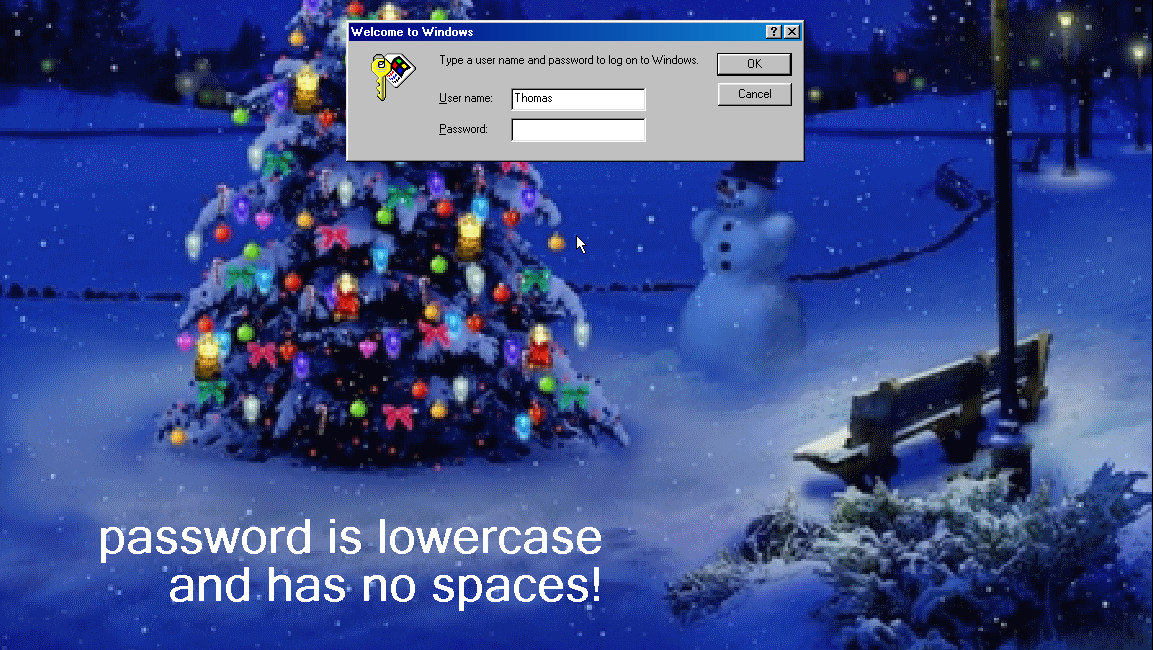 Welcome to Windows
Type a user name and password to log on to Windows.
OK
User name: Thomas
Cancel
Password:
password is lowercase
and has no spaces!